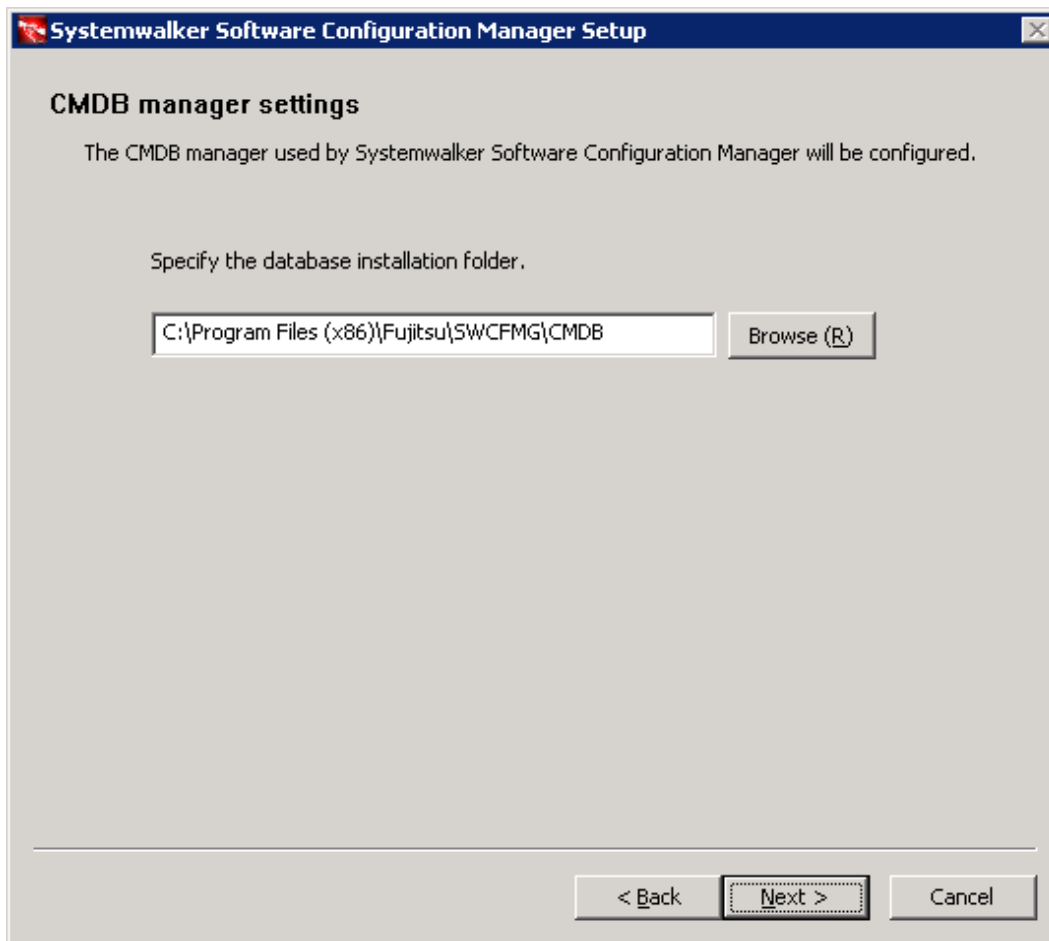 Systemwalker Software Configuration Manager Setup
CMDB manager settings
The CMDB manager used by Systemwalker Software Configuration Manager will be configured.
Specify the database installation folder.
C:\Program Files (x86)\Fujitsu\SWCFMG\CMDB
Browse (R)
< Back
Next >
Cancel